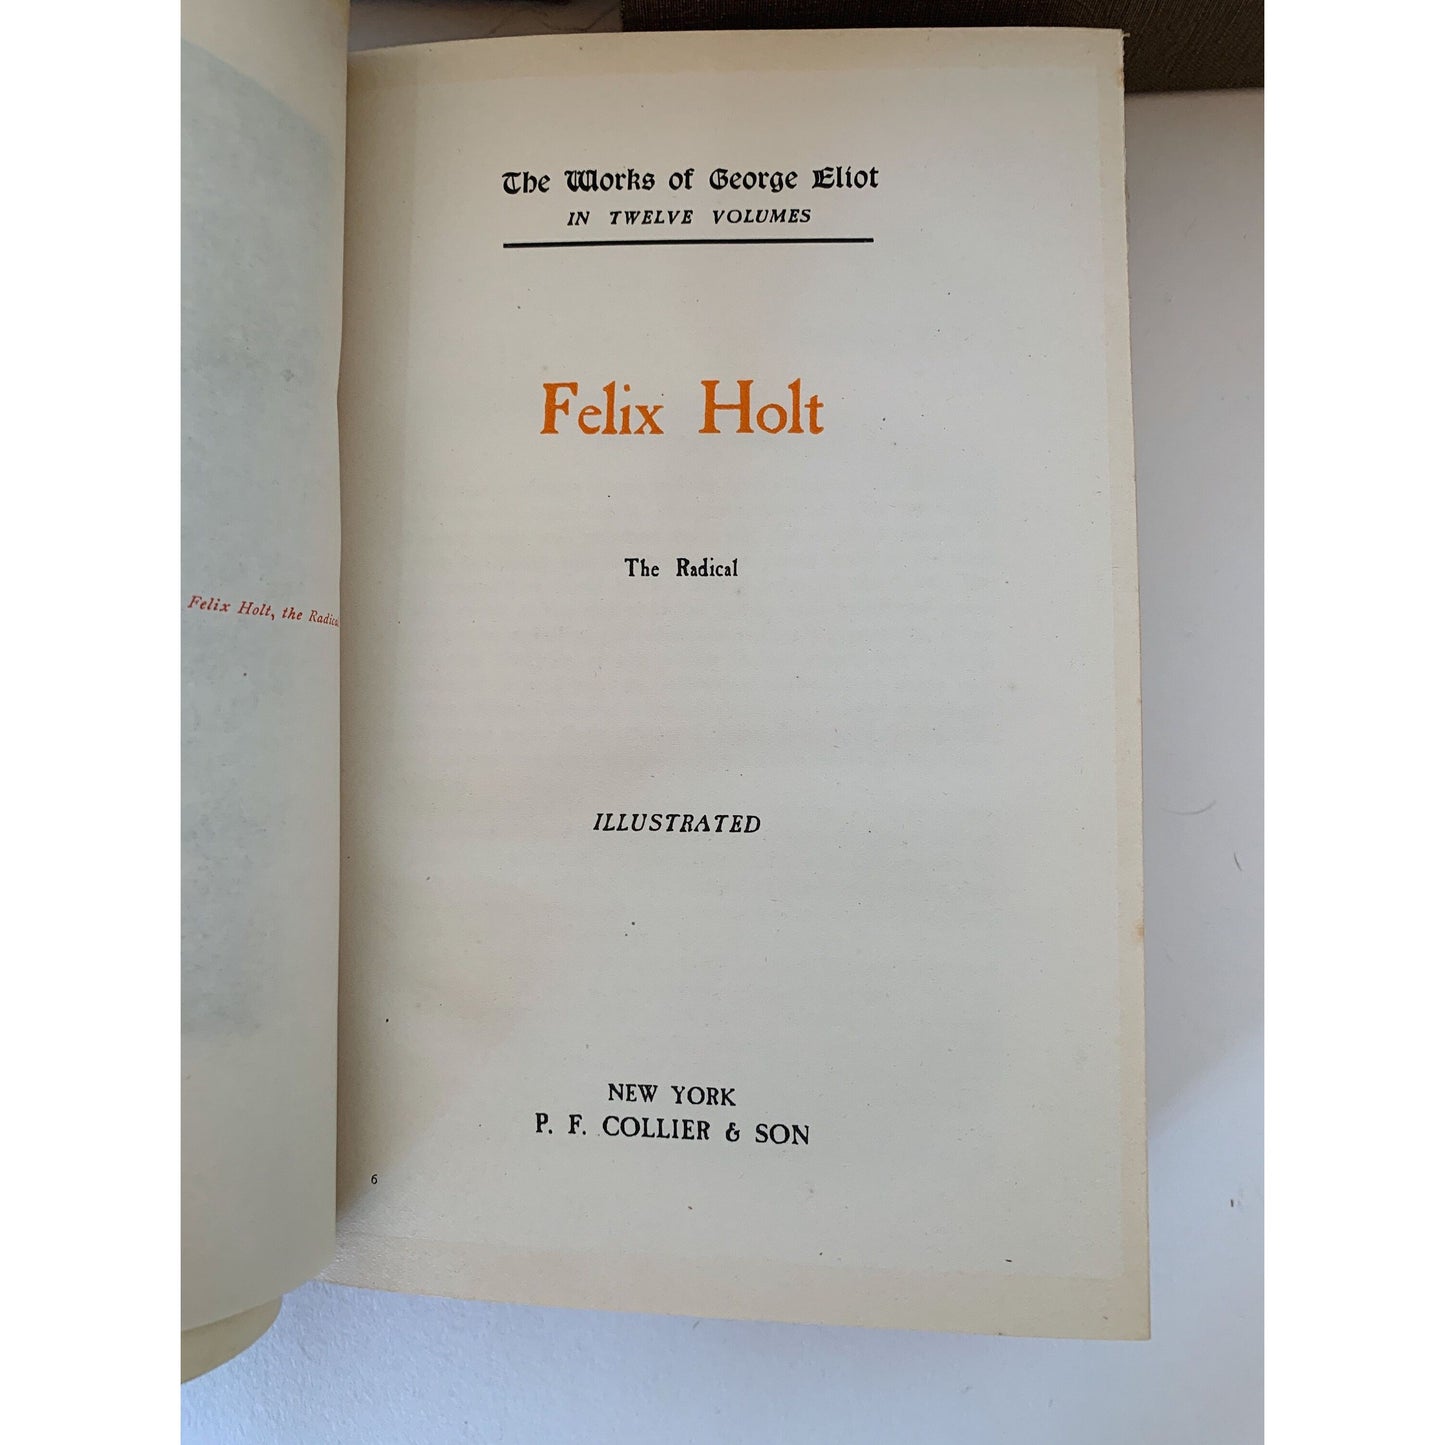 Felix Holt, the Radical
The Works of George Eliot
IN TWELVE VOLUMES
Felix Holt
The Radical
ILLUSTRATED
NEW YORK
P. F. COLLIER & SON
6